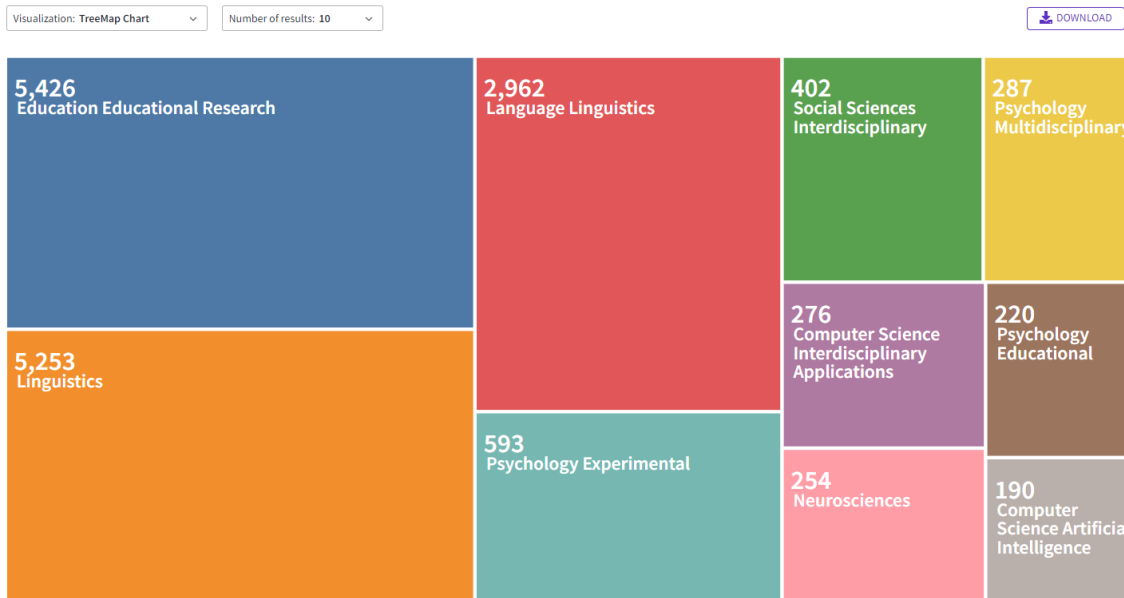 Visualization: TreeMap Chart
Number of results: 10
DOWNLOAD
5,426
Education Educational Research
2,962
Language Linguistics
402
Social Sciences
Interdisciplinary
287
Psychology
Multidisciplinary
5,253
Linguistics
593
Psychology Experimental
276
Computer Science
Interdisciplinary
Applications
220
Psychology
Educational
254
Neurosciences
190
Computer
Science Artificia
Intelligence